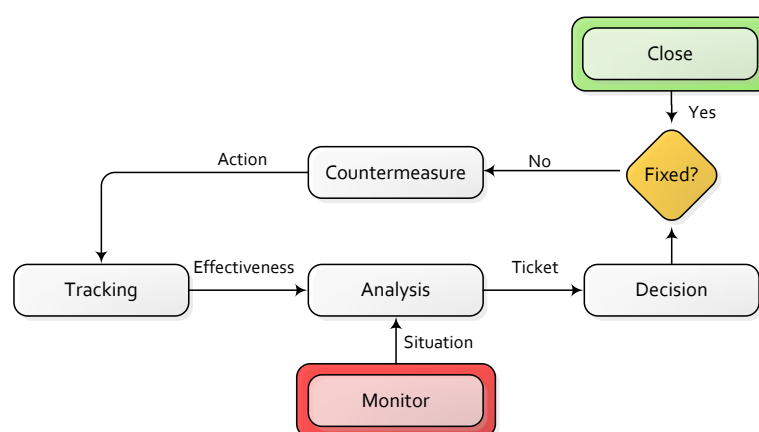 Close
Yes
Action
Countermeasure
No
Fixed?
Effectiveness
Ticket
Tracking
Analysis
Decision
Situation
Monitor